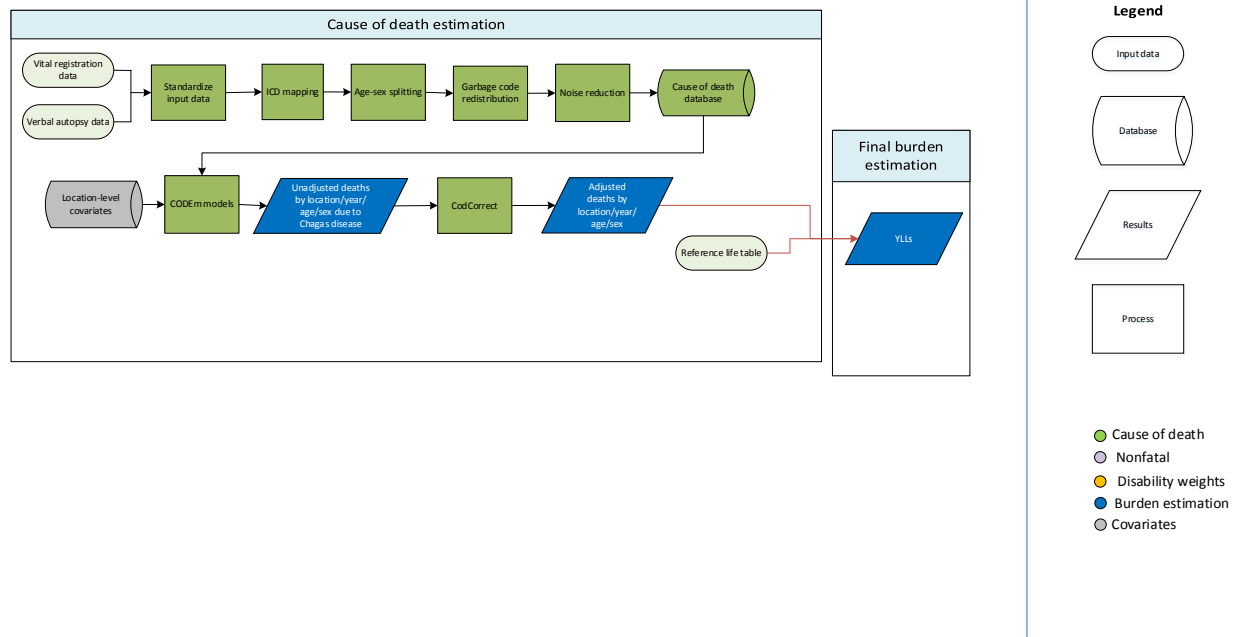 Cause of death estimation
Vital registration
data
Verbal autopsy data
Standardize
input data
ICD mapping
Age-sex splitting
Garbage code
redistribution
Noise reduction
Cause of death
database
Location-level
covariates
CODEm models
Unadjusted deaths
by location/year/
age/sex due to
Chagas disease
CodCorrect
Adjusted
deaths by
location/year/
age/sex
Reference life table
Final burden
estimation
YLLs
Legend
Input data
Database
Results
Process
Cause of death
Nonfatal
Disability weights
Burden estimation
Covariates